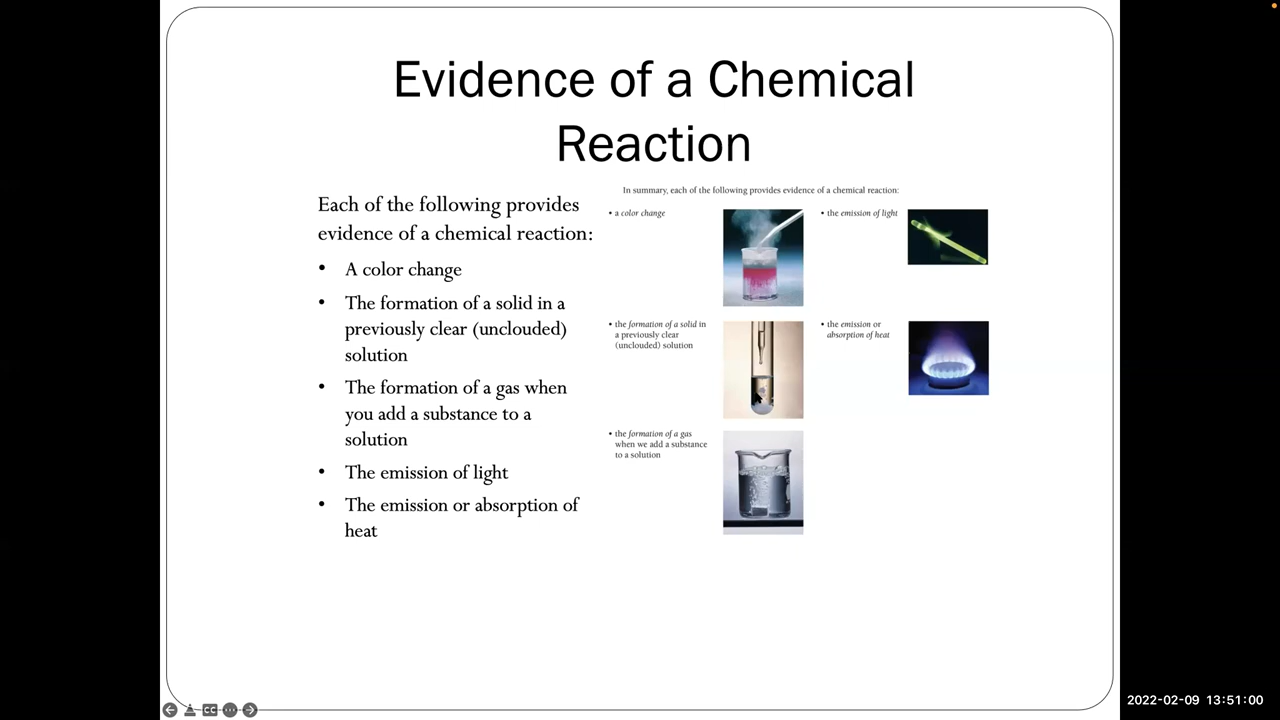 Evidence of a Chemical
Reaction
Each of the following provides
evidence of a chemical reaction:
• A color change
• The formation of a solid in a
previously clear (unclouded)
solution
• The formation of a gas when
you add a substance to a
solution
• The emission of light
• The emission or absorption of
heat
In summary, each of the following provides evidence of a chemical reaction:
• a color change
• the emission of light
• the formation of a solid in
a previously clear
(unclouded) solution
• the emission or
absorption of heat
• the formation of a gas
when we add a substance
to a solution
CC
2022-02-09 13:51:00